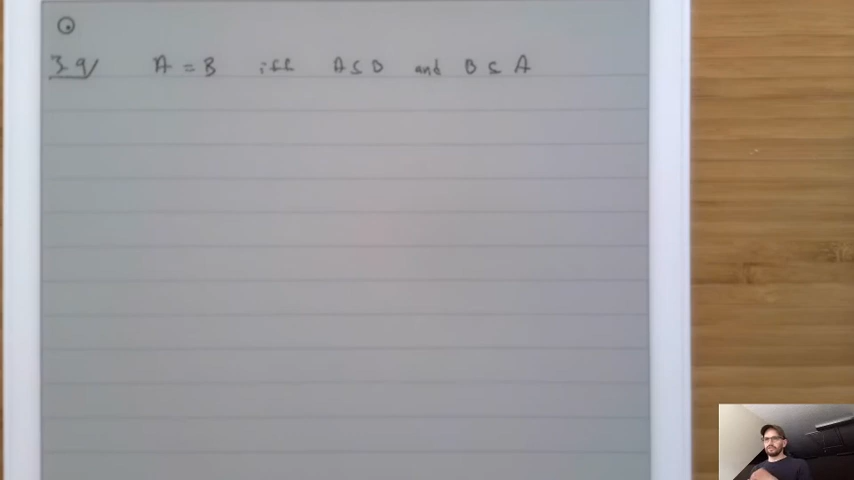 3.9/ A = B iff A ⊆ B and B ⊆ A